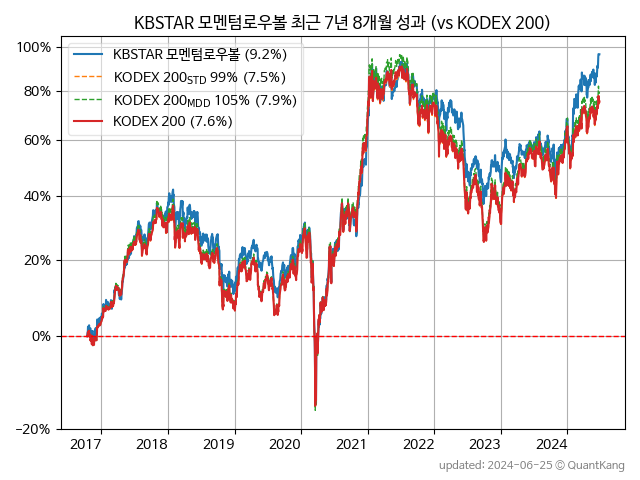 KBSTAR 모멘텀로우볼 최근 7년 8개월 성과 (vs KODEX 200)
KBSTAR 모멘텀로우볼 (9.2%)
KODEX 200STD 99% (7.5%)
KODEX 200MDD 105% (7.9%)
KODEX 200 (7.6%)
100%
80%
60%
40%
20%
0%
−20%
2017 2018 2019 2020 2021 2022 2023 2024
updated: 2024-06-25 © QuantKang